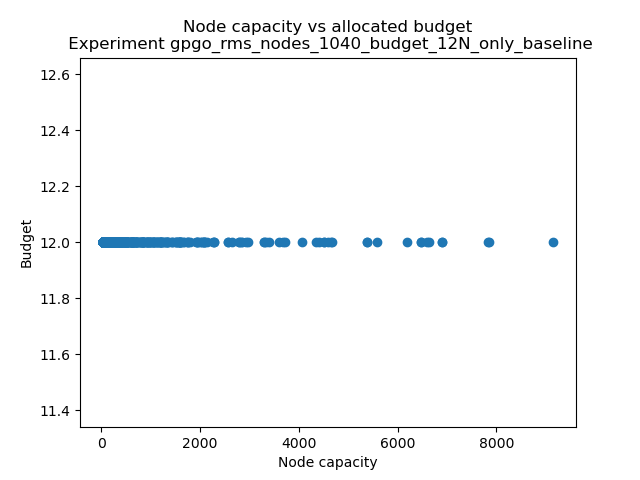 Node capacity vs allocated budget
Experiment gpgo_rms_nodes_1040_budget_12N_only_baseline
12.6
12.4
12.2
12.0
11.8
11.6
11.4
Budget
0 2000 4000 6000 8000
Node capacity